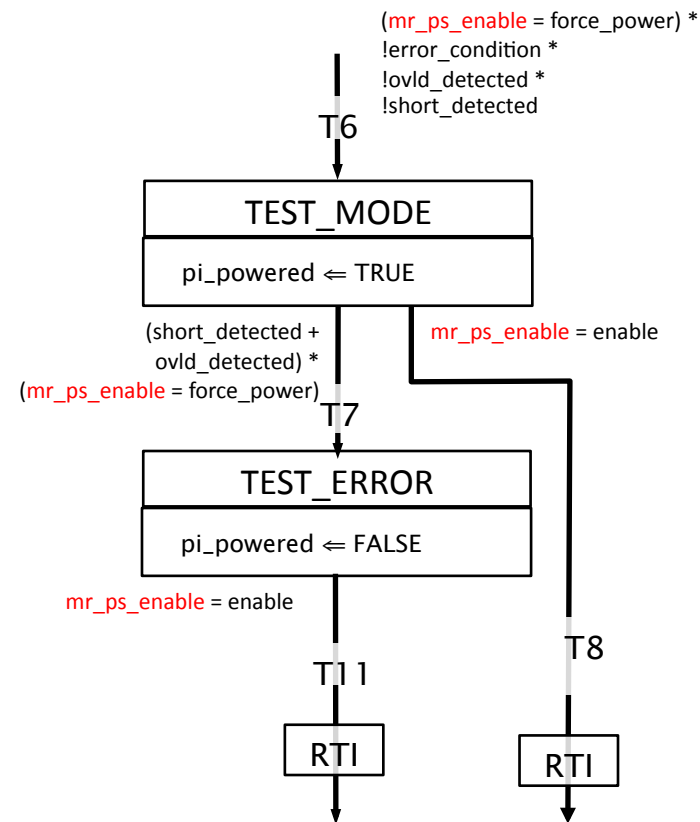 (mr_ps_enable = force_power) *
!error_condition *
!ovld_detected *
!short_detected
T6
TEST_MODE
pi_powered ⇐ TRUE
(short_detected +
ovld_detected) *
(mr_ps_enable = force_power)
mr_ps_enable = enable
T7
TEST_ERROR
pi_powered ⇐ FALSE
mr_ps_enable = enable
T8
T11
RTI
RTI